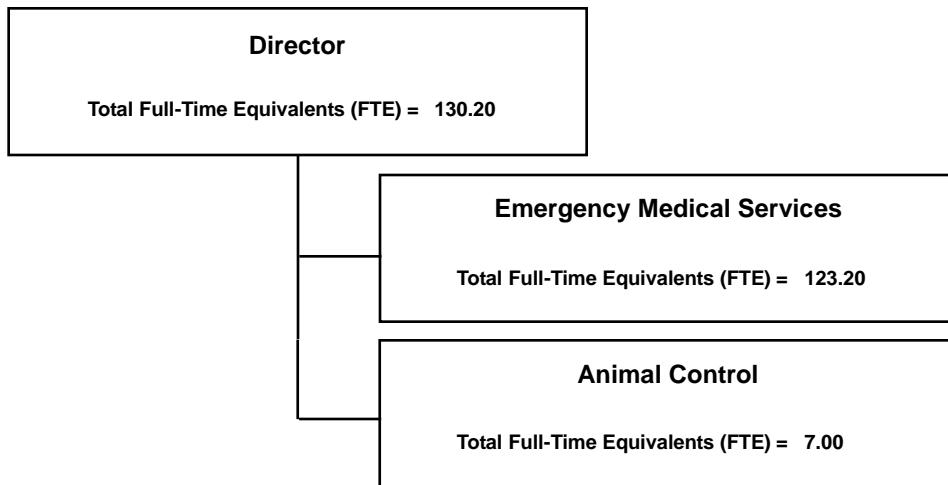 Director
Total Full-Time Equivalents (FTE) = 130.20
Emergency Medical Services
Total Full-Time Equivalents (FTE) = 123.20
Animal Control
Total Full-Time Equivalents (FTE) = 7.00